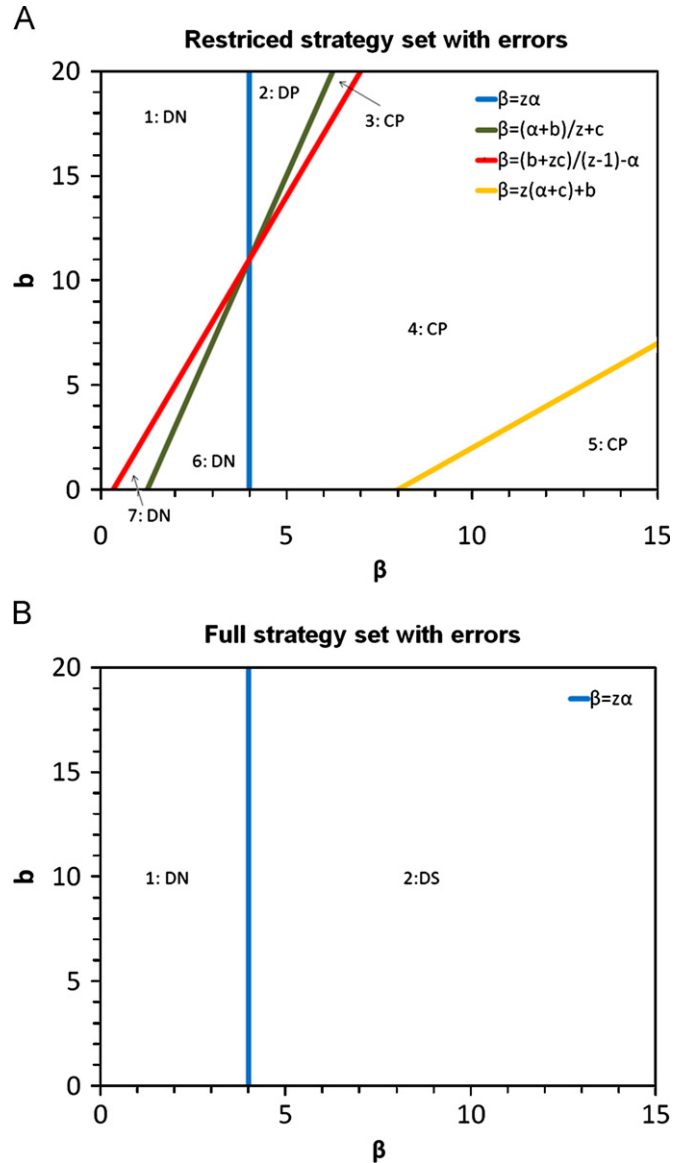 A
Restriced strategy set with errors
20
15
10
5
0
b
1: DN
2: DP
3: CP
β=zα
β=(α+b)/z+c
β=(b+zc)/(z-1)-α
β=z(α+c)+b
4: CP
5: CP
6: DN
7: DN
0
5
10
15
β
B
Full strategy set with errors
20
15
10
5
0
b
β=zα
1: DN
2:DS
0
5
10
15
β